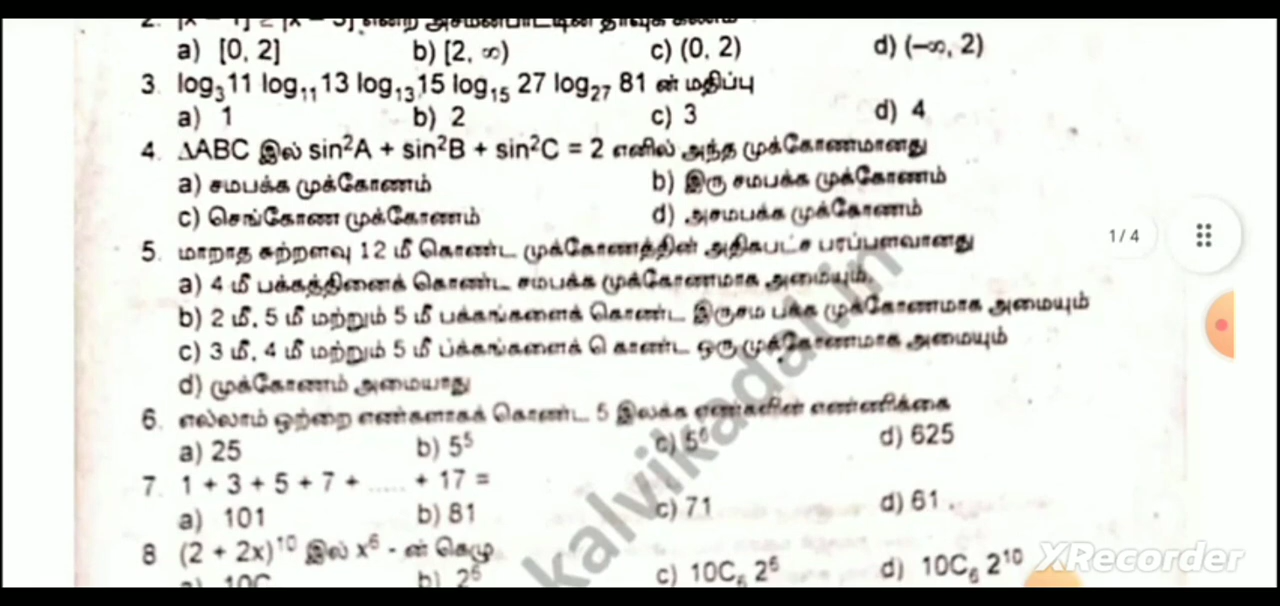 a) [0, 2] b) [2, ∞) c) (0, 2) d) (-∞, 2)
3. log₃11 log₁₁13 log₁₃15 log₁₅ 27 log₂₇ 81 ன் மதிப்பு
a) 1 b) 2 c) 3 d) 4
4. ΔABC இல் sin²A + sin²B + sin²C = 2 எனில் அந்த முக்கோணமானது
a) சமபக்க முக்கோணம் b) இரு சமபக்க முக்கோணம்
c) செங்கோண முக்கோணம் d) அசமபக்க முக்கோணம்
5. மாறாத சுற்றளவு 12 மீ கொண்ட முக்கோணத்தின் அதிகபட்ச பரப்பளவானது
1/4
a) 4 மீ பக்கத்தினைக் கொண்ட சமபக்க முக்கோணமாக அமையும்.
b) 2 மீ, 5 மீ மற்றும் 5 மீ பக்கங்களைக் கொண்ட இருசம பக்க முக்கோணமாக அமையும்
c) 3 மீ, 4 மீ மற்றும் 5 மீ பக்கங்களைக் கொண்ட ஒரு முக்கோணமாக அமையும்
d) முக்கோணம் அமையாது
6. எல்லாம் ஒற்றை எண்களாகக் கொண்ட 5 இலக்க எண்களின் எண்ணிக்கை
a) 25 b) 5⁵ c) 5⁶ d) 625
7. 1 + 3 + 5 + 7 + ..... + 17 =
a) 101 b) 81 c) 71 d) 61 .
8 (2 + 2x)¹⁰ இல் x⁶ - ன் கெழு
b) 2⁶ c) 10C₆ 2⁶ d) 10C₆ 2¹⁰
kalvikadal.in
XRecorder